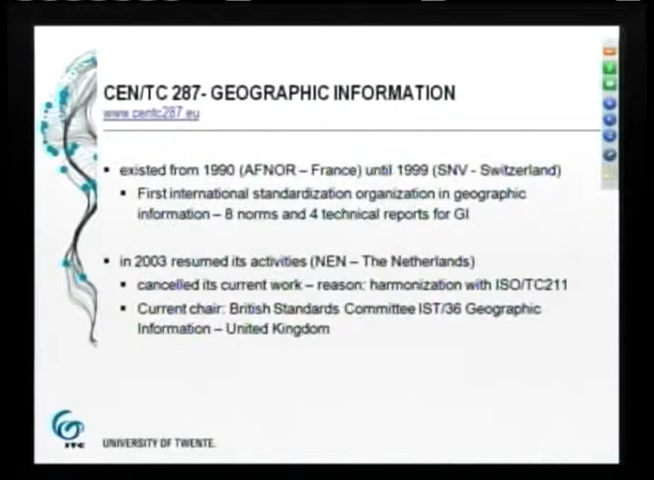 CEN/TC 287- GEOGRAPHIC INFORMATION
www.centc287.eu
existed from 1990 (AFNOR – France) until 1999 (SNV - Switzerland)
First international standardization organization in geographic
information – 8 norms and 4 technical reports for GI
in 2003 resumed its activities (NEN – The Netherlands)
cancelled its current work – reason: harmonization with ISO/TC211
Current chair: British Standards Committee IST/36 Geographic
Information – United Kingdom
ITC
UNIVERSITY OF TWENTE.